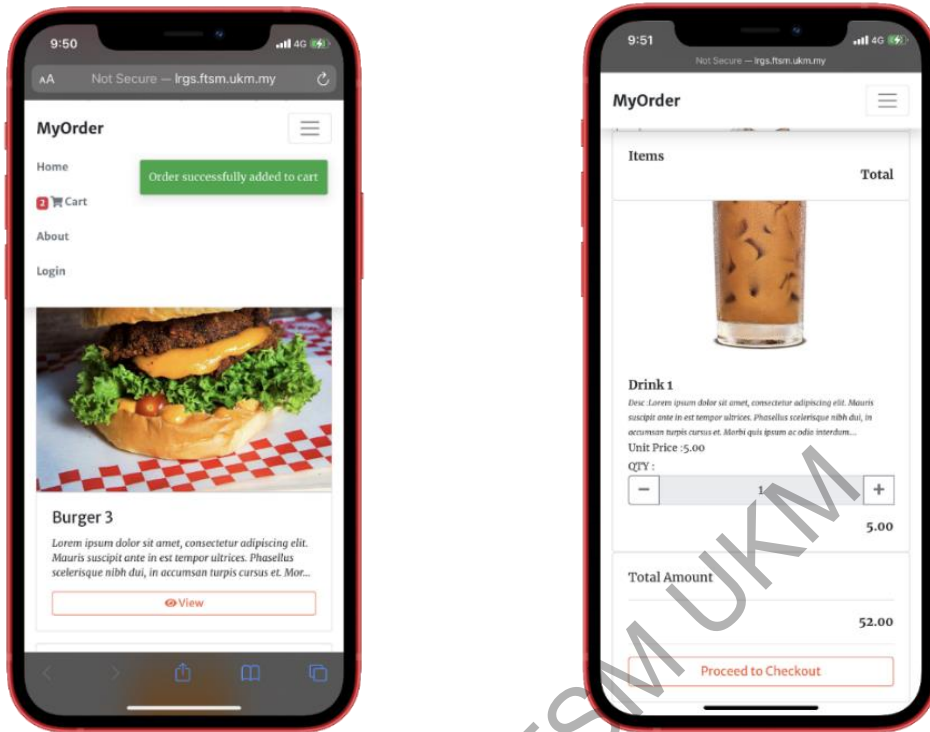 9:50
4G
AA
Not Secure — lrgs.ftsm.ukm.my
MyOrder
Home
Order successfully added to cart
2 Cart
About
Login
Burger 3
Lorem ipsum dolor sit amet, consectetur adipiscing elit.
Mauris suscipit ante in est tempor ultrices. Phasellus
scelerisque nibh dui, in accumsan turpis cursus et. Mor...
View
9:51
4G
Not Secure — lrgs.ftsm.ukm.my
MyOrder
Items
Total
Drink 1
Desc :Lorem ipsum dolor sit amet, consectetur adipiscing elit. Mauris
suscipit ante in est tempor ultrices. Phasellus scelerisque nibh dui, in
accumsan turpis cursus et. Morbi quis ipsum ac odio interdum....
Unit Price :5.00
QTY :
− 1 +
5.00
Total Amount
52.00
Proceed to Checkout
FTSM UKM